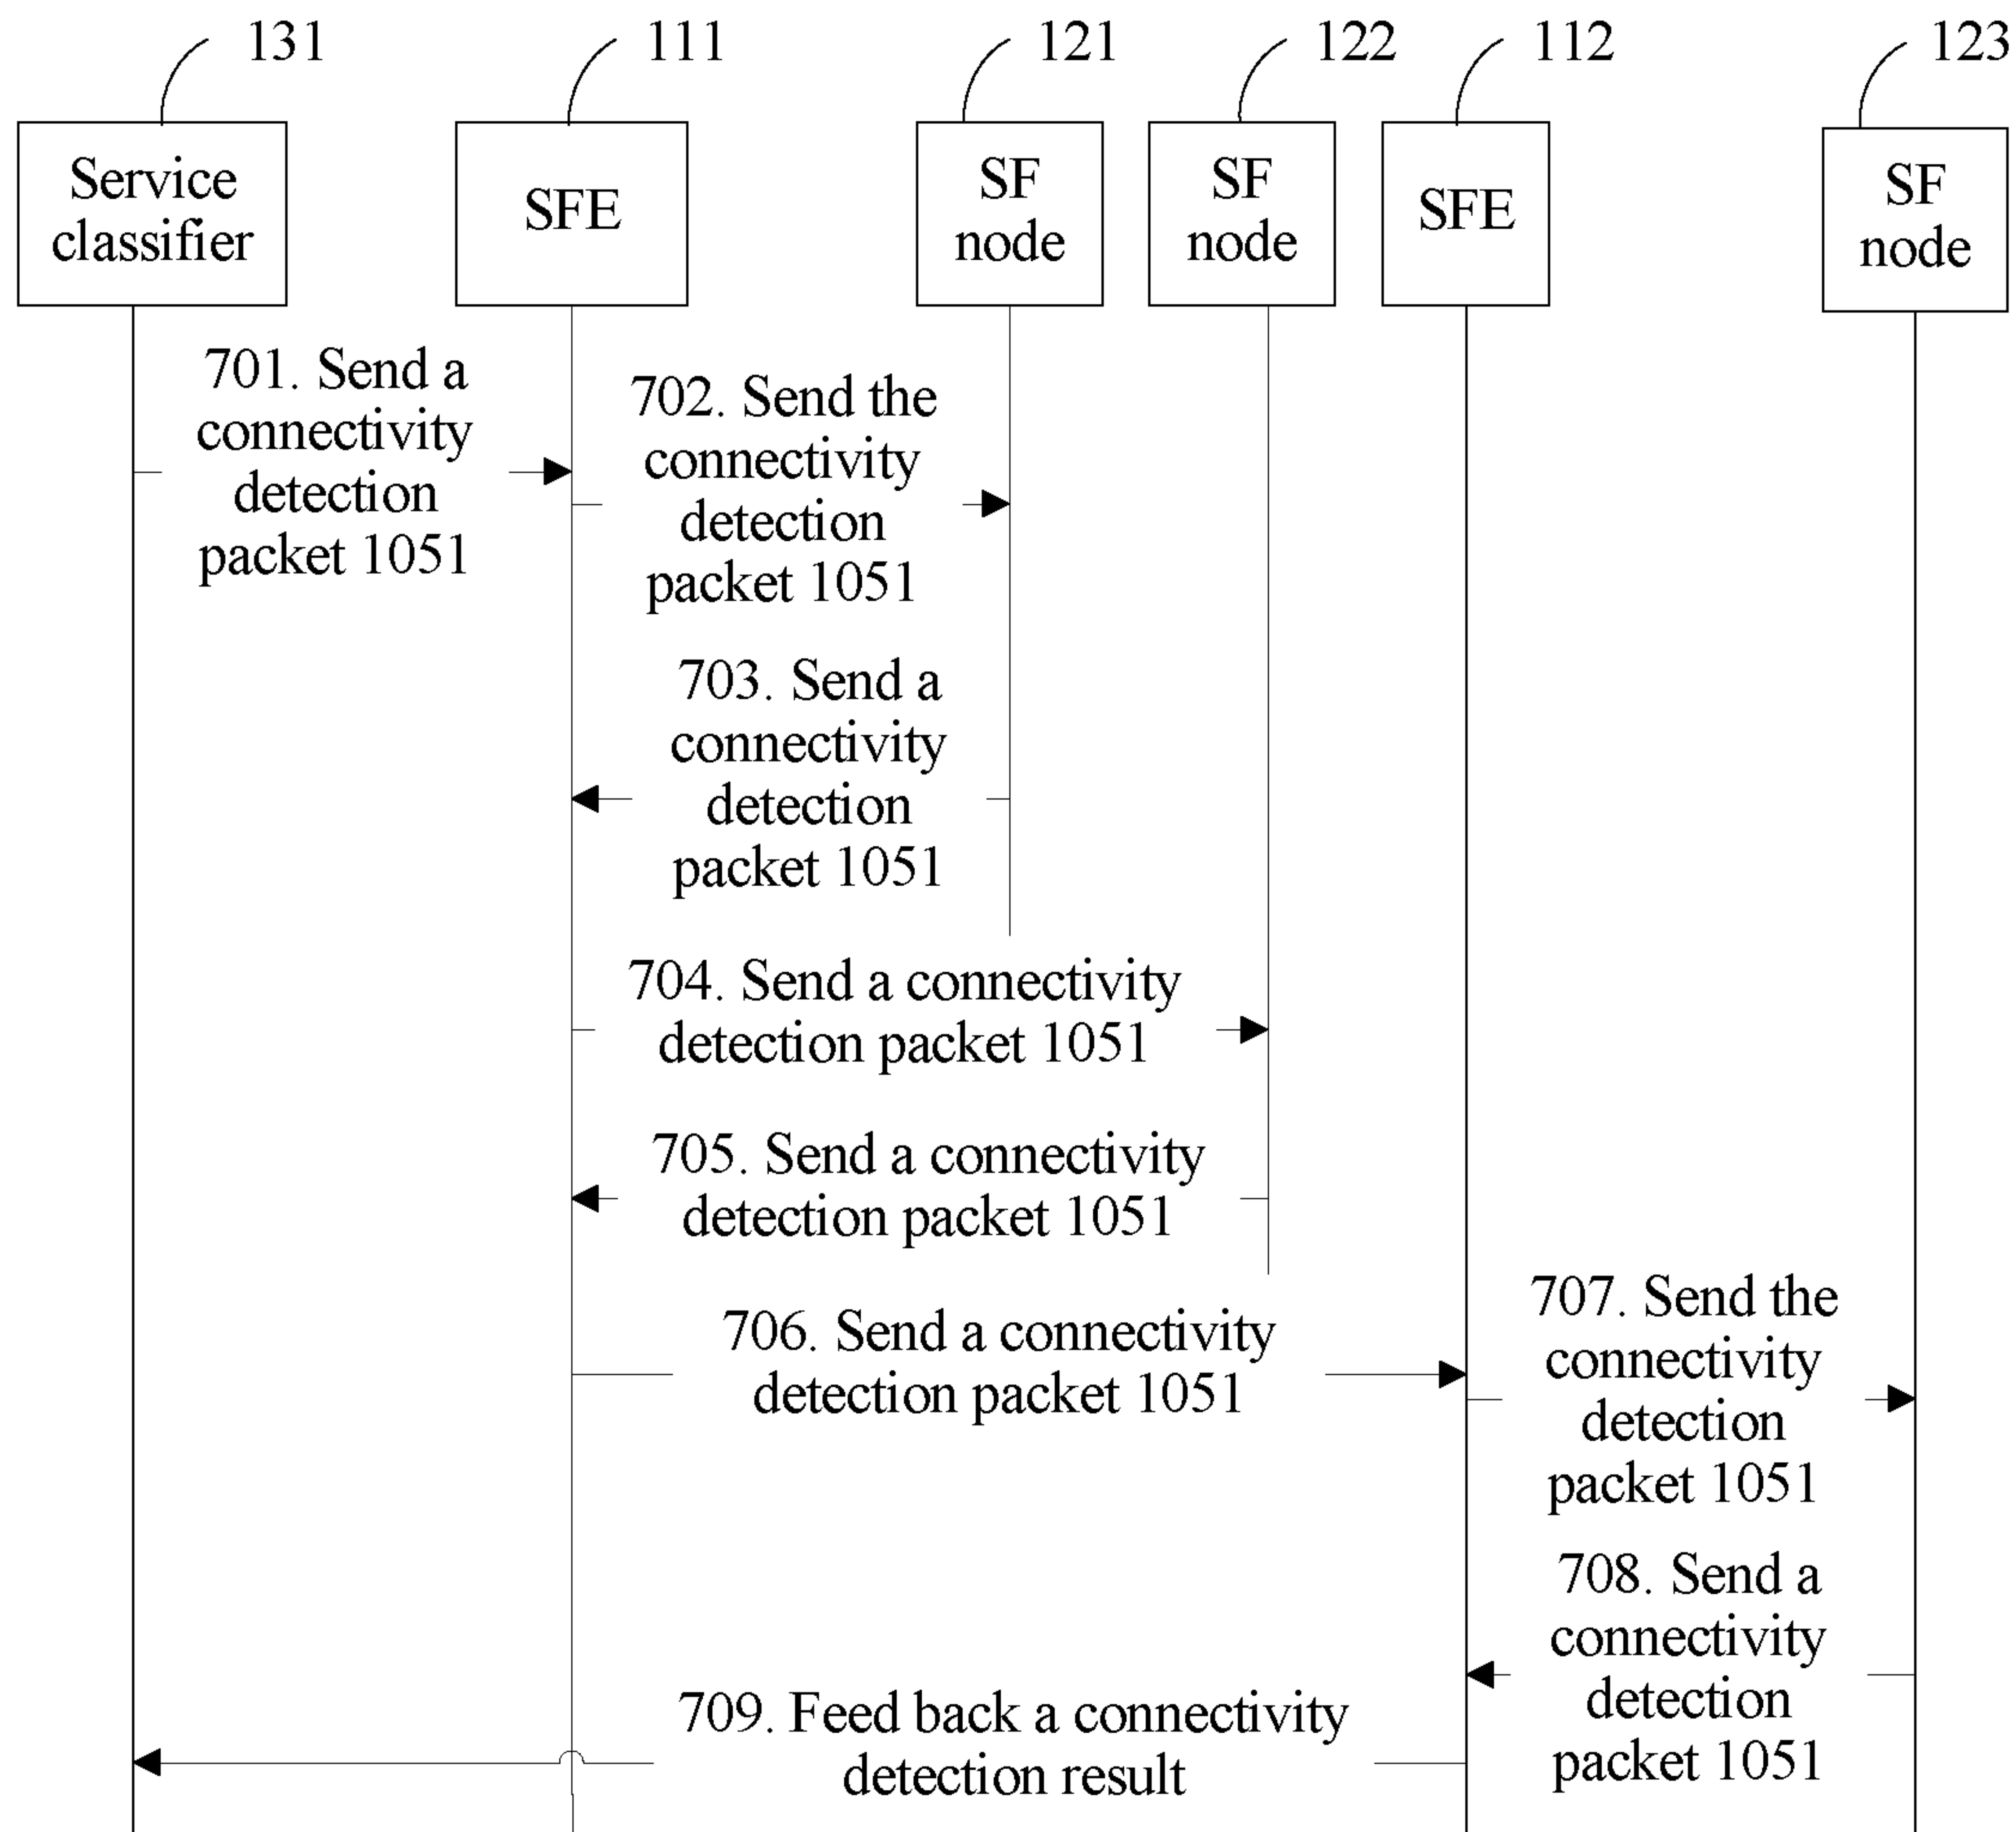 131
111
121
122
112
123
Service
classifier
SFE
SF
node
SF
node
SFE
SF
node
701. Send a
connectivity
detection
packet 1051
702. Send the
connectivity
detection
packet 1051
703. Send a
connectivity
detection
packet 1051
704. Send a connectivity
detection packet 1051
705. Send a connectivity
detection packet 1051
706. Send a connectivity
detection packet 1051
707. Send the
connectivity
detection
packet 1051
708. Send a
connectivity
detection
packet 1051
709. Feed back a connectivity
detection result